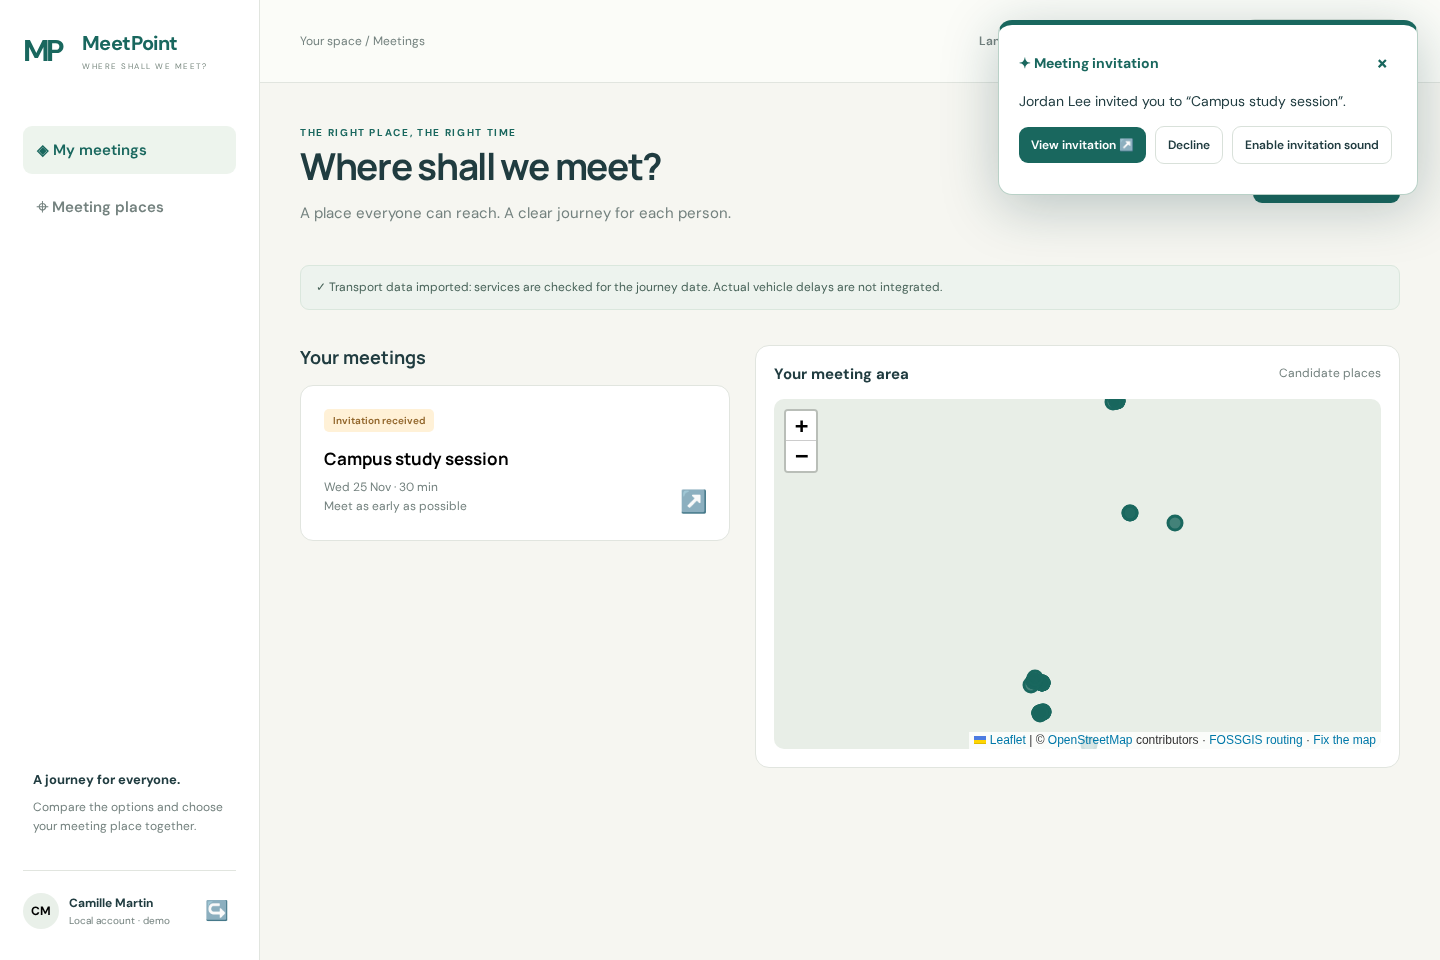 MP
MeetPoint
WHERE SHALL WE MEET?
◈ My meetings
⌖ Meeting places
A journey for everyone.
Compare the options and choose
your meeting place together.
CM
Camille Martin
Local account · demo
Your space / Meetings
✦ Meeting invitation
×
Jordan Lee invited you to “Campus study session”.
View invitation ↗
Decline
Enable invitation sound
THE RIGHT PLACE, THE RIGHT TIME
Where shall we meet?
A place everyone can reach. A clear journey for each person.
✓ Transport data imported: services are checked for the journey date. Actual vehicle delays are not integrated.
Your meetings
Invitation received
Campus study session
Wed 25 Nov · 30 min
Meet as early as possible
Your meeting area
Candidate places
+
−
Leaflet | © OpenStreetMap contributors · FOSSGIS routing · Fix the map